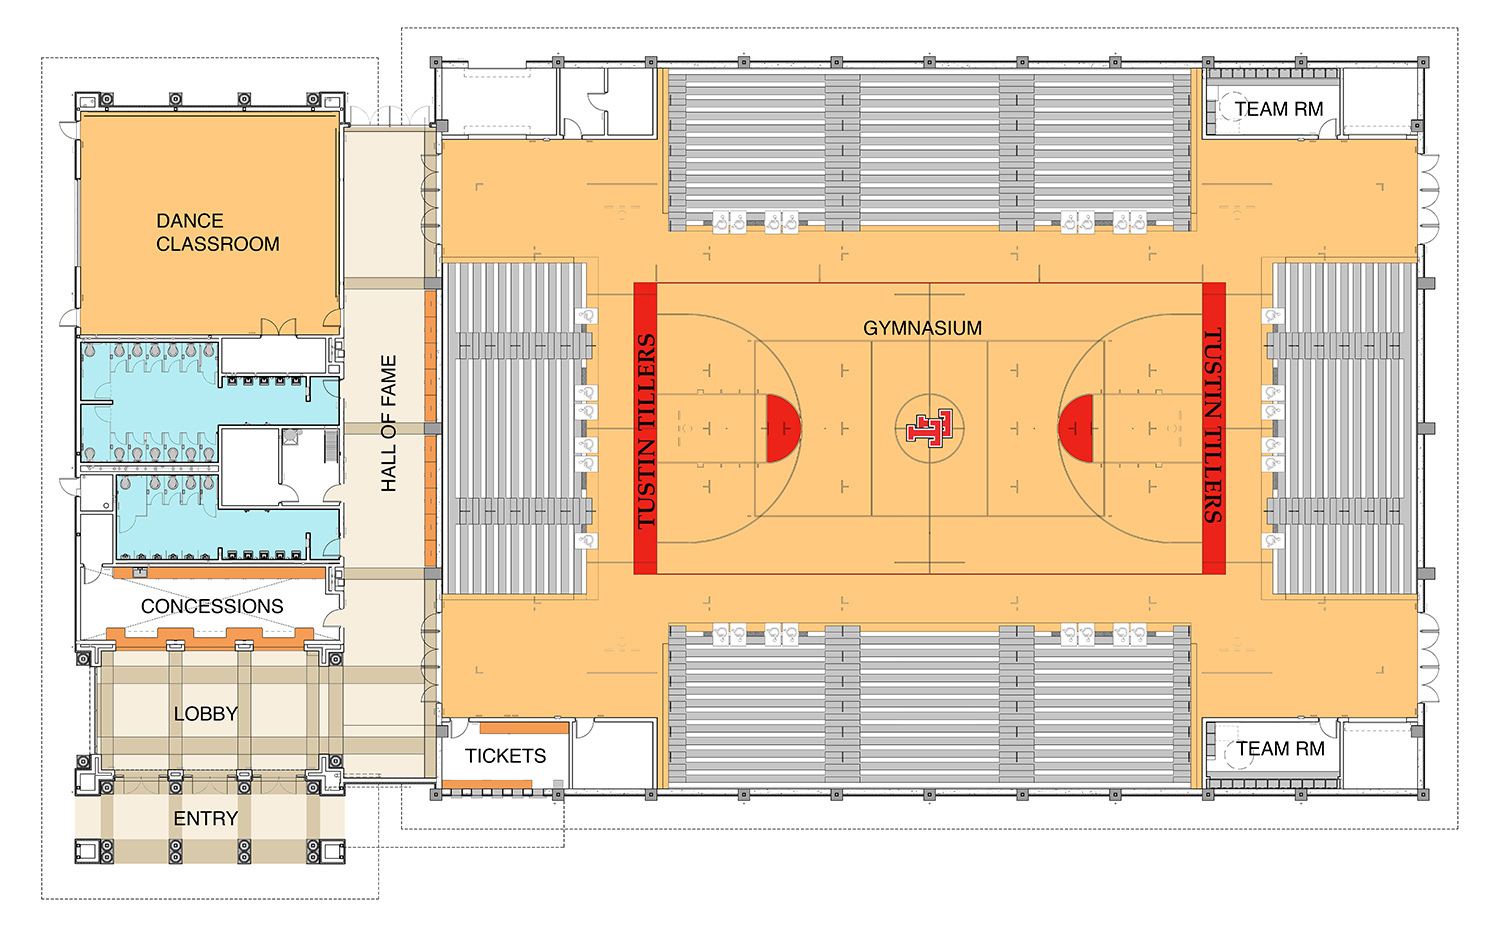 TEAM RM
DANCE
CLASSROOM
GYMNASIUM
HALL OF FAME
TUSTIN TILLERS
TUSTIN TILLERS
CONCESSIONS
LOBBY
TICKETS
TEAM RM
ENTRY